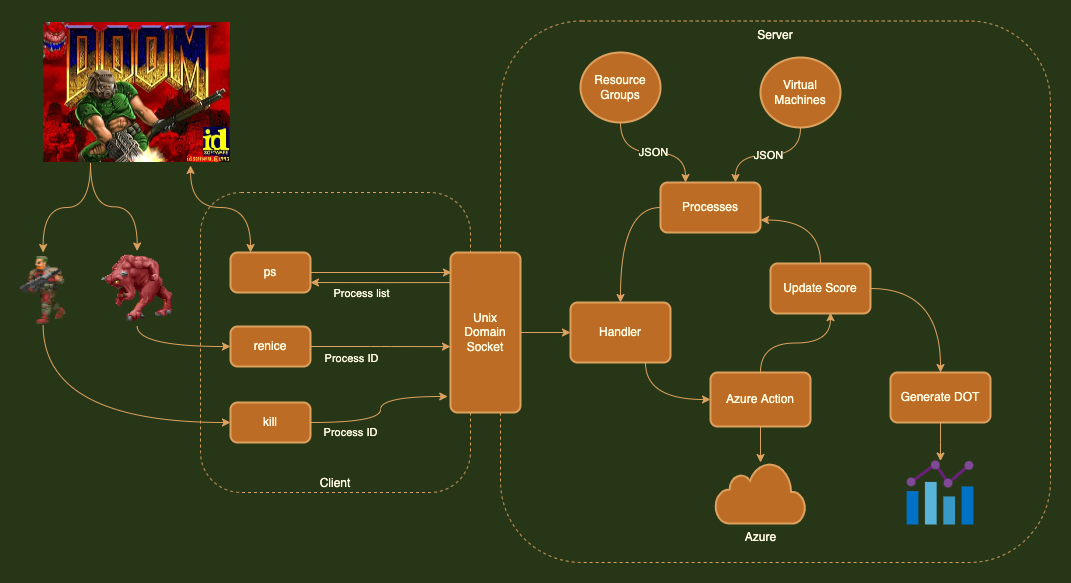 DOOM
id
SOFTWARE
Server
Resource
Groups
Virtual
Machines
JSON
JSON
Processes
ps
Process list
Unix
Domain
Socket
Handler
Update Score
renice
Process ID
Azure Action
Generate DOT
kill
Process ID
Client
Azure